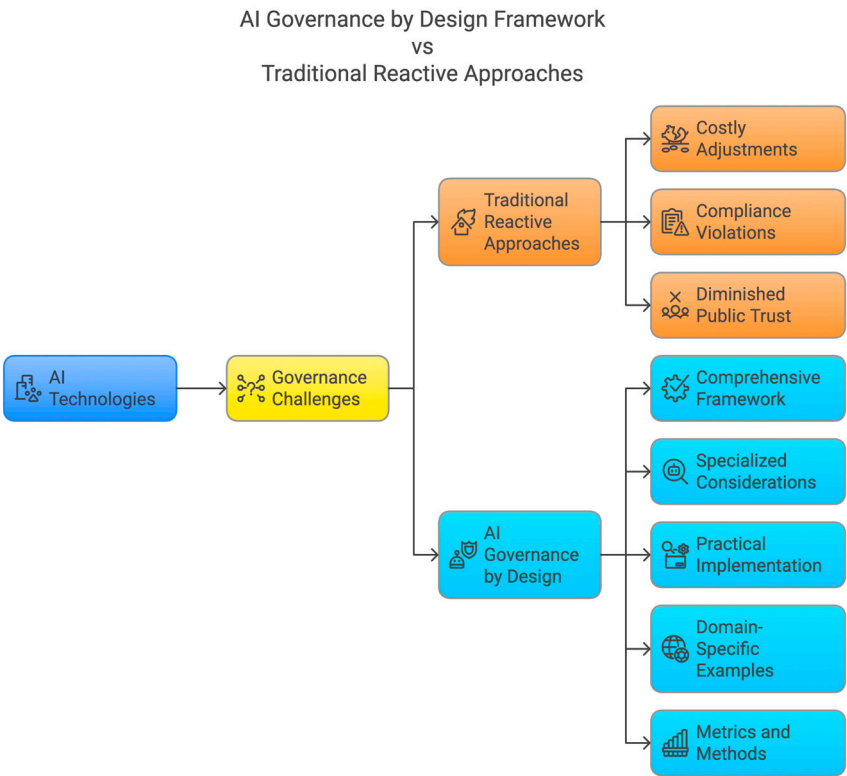 AI Governance by Design Framework
vs
Traditional Reactive Approaches
Costly
Adjustments
Traditional
Reactive
Approaches
Compliance
Violations
Diminished
Public Trust
AI
Technologies
Governance
Challenges
Comprehensive
Framework
Specialized
Considerations
AI
Governance
by Design
Practical
Implementation
Domain-
Specific
Examples
Metrics and
Methods